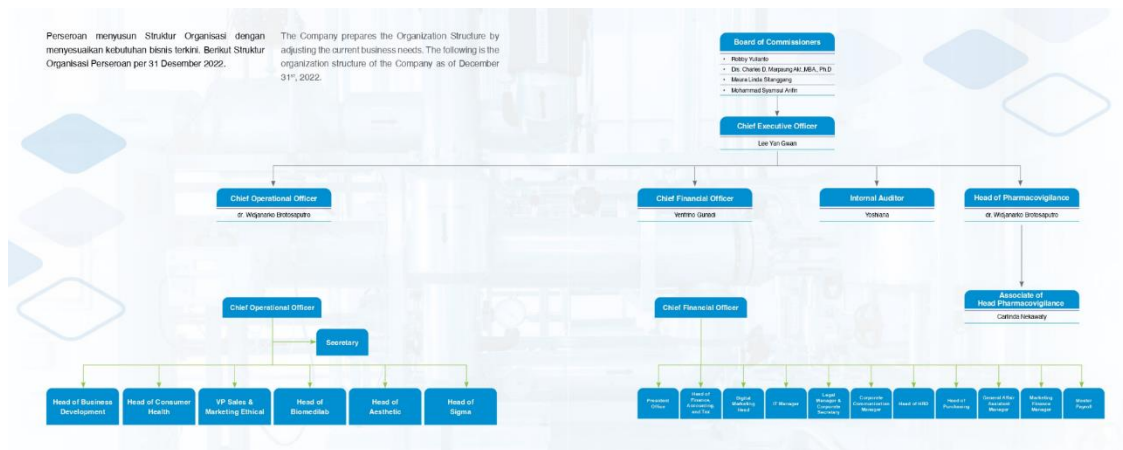 Perseroan menyusun Struktur Organisasi dengan
menyesuaikan kebutuhan bisnis terkini. Berikut Struktur
Organisasi Perseroan per 31 Desember 2022.
The Company prepares the Organization Structure by
adjusting the current business needs. The following is the
organization structure of the Company as of December
31st, 2022.
Board of Commissioners
• Robby Yulianto
• Drs. Charles D. Marpaung Akt.,MBA., Ph.D
• Maura Linda Sitanggang
• Mohammad Syamsul Arifin
Chief Executive Officer
Lee Yan Gwan
Chief Operational Officer
dr. Widjanarko Brotosaputro
Chief Financial Officer
Yenfrino Gunadi
Internal Auditor
Yoshiana
Head of Pharmacovigilance
dr. Widjanarko Brotosaputro
Associate of
Head Pharmacovigilance
Carlinda Nekawaty
Chief Operational Officer
Secretary
Head of Business
Development
Head of Consumer
Health
VP Sales &
Marketing Ethical
Head of
Biomedilab
Head of
Aesthetic
Head of
Sigma
Chief Financial Officer
President
Office
Head of
Finance,
Accounting
and Tax
Digital
Marketing
Head
IT Manager
Legal
Manager &
Corporate
Secretary
Corporate
Communication
Manager
Head of HRD
Head of
Purchasing
General Affair
Assistant
Manager
Marketing
Finance
Manager
Master
Payroll